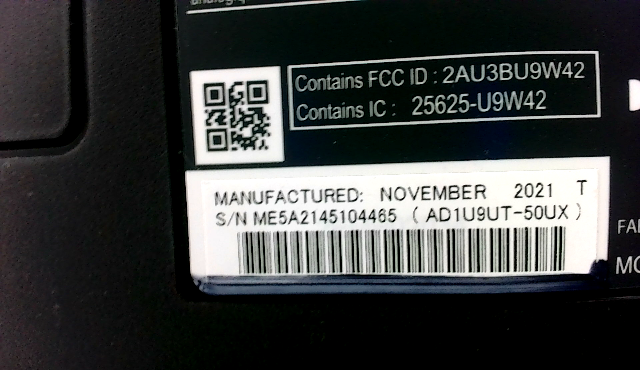 Contains FCC ID : 2AU3BU9W42
Contains IC : 25625-U9W42
MANUFACTURED: NOVEMBER 2021 T
S/N ME5A2145104465 ( AD1U9UT-50UX )